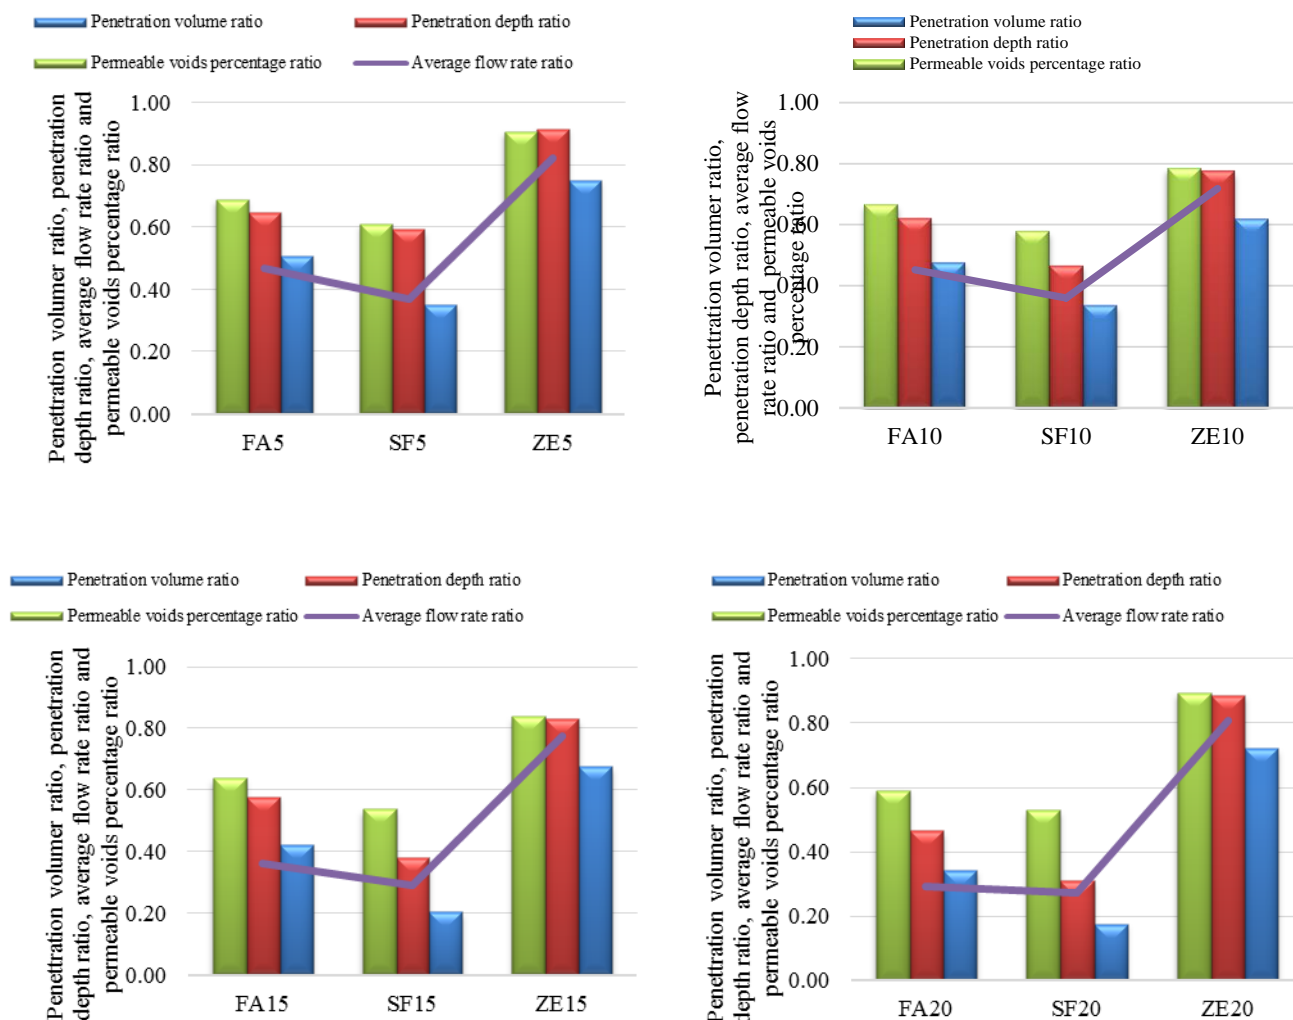 Penetration volume ratio
Penetration depth ratio
Permeable voids percentage ratio
Average flow rate ratio
Penettration volumer ratio, penetration
depth ratio, average flow rate ratio and
permeable voids percentage ratio
1.00
0.80
0.60
0.40
0.20
0.00
FA5
SF5
ZE5
Penetration volume ratio
Penetration depth ratio
Permeable voids percentage ratio
Penettration volumer ratio,
penetration depth ratio, average flow
rate ratio and permeable voids
percentage ratio
1.00
0.80
0.60
0.40
0.20
0.00
FA10
SF10
ZE10
Penetration volume ratio
Penetration depth ratio
Permeable voids percentage ratio
Average flow rate ratio
Penettration volumer ratio, penetration
depth ratio, average flow rate ratio and
permeable voids percentage ratio
1.00
0.80
0.60
0.40
0.20
0.00
FA15
SF15
ZE15
Penetration volume ratio
Penetration depth ratio
Permeable voids percentage ratio
Average flow rate ratio
Penettration volumer ratio, penetration
depth ratio, average flow rate ratio and
permeable voids percentage ratio
1.00
0.80
0.60
0.40
0.20
0.00
FA20
SF20
ZE20